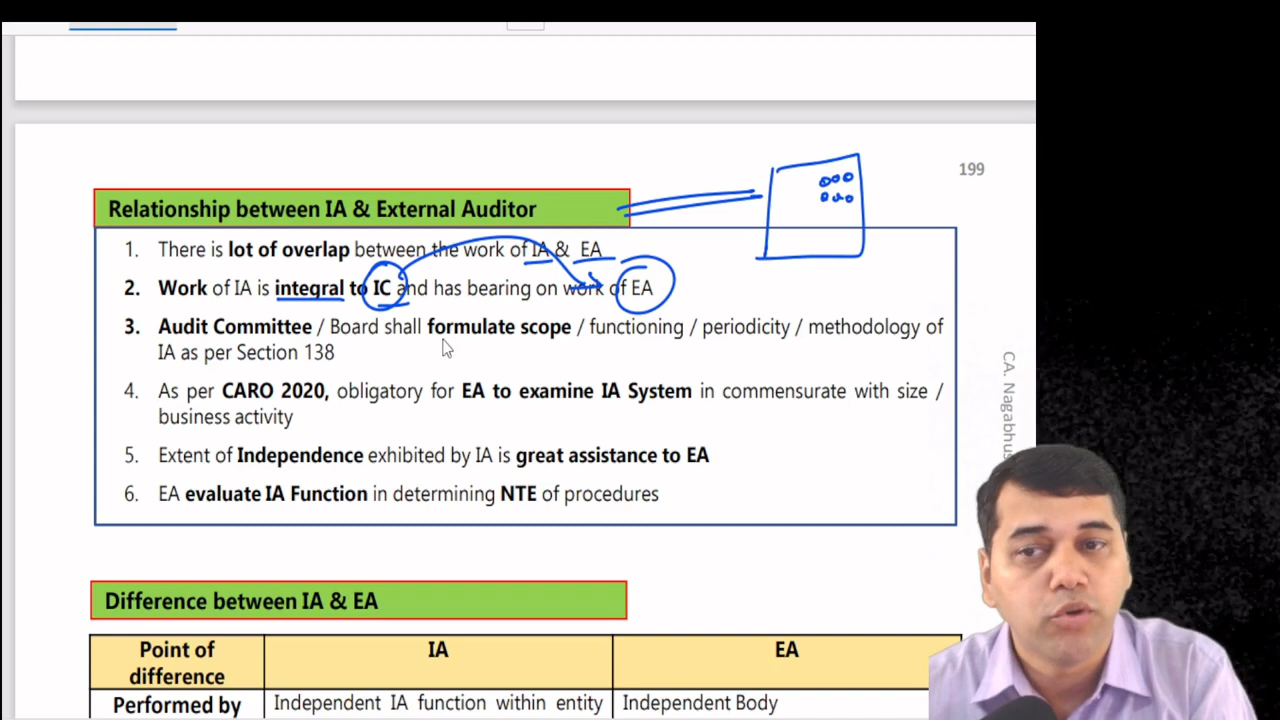 199
Relationship between IA & External Auditor
1. There is lot of overlap between the work of IA & EA
2. Work of IA is integral to IC and has bearing on work of EA
3. Audit Committee / Board shall formulate scope / functioning / periodicity / methodology of
IA as per Section 138
4. As per CARO 2020, obligatory for EA to examine IA System in commensurate with size /
business activity
5. Extent of Independence exhibited by IA is great assistance to EA
6. EA evaluate IA Function in determining NTE of procedures
CA. Nagabhus
Difference between IA & EA
Point of
difference
IA
EA
Performed by
Independent IA function within entity
Independent Body